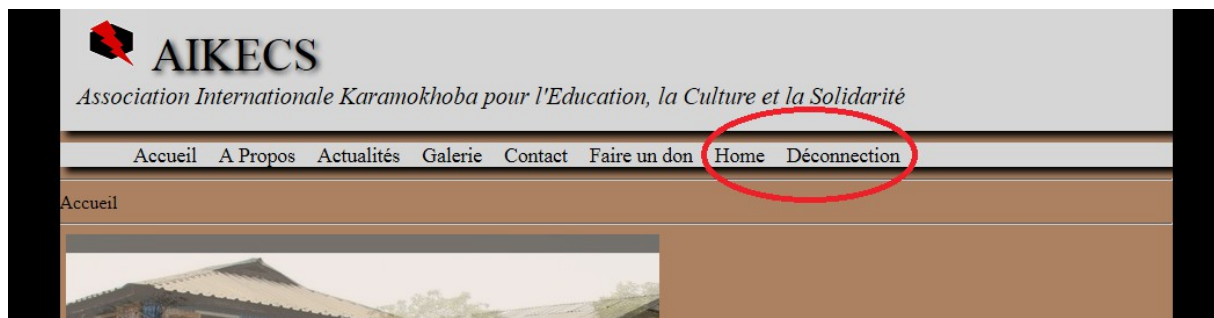 AIKECS
Association Internationale Karamokhoba pour l'Education, la Culture et la Solidarité
Accueil A Propos Actualités Galerie Contact Faire un don Home Déconnection
Accueil